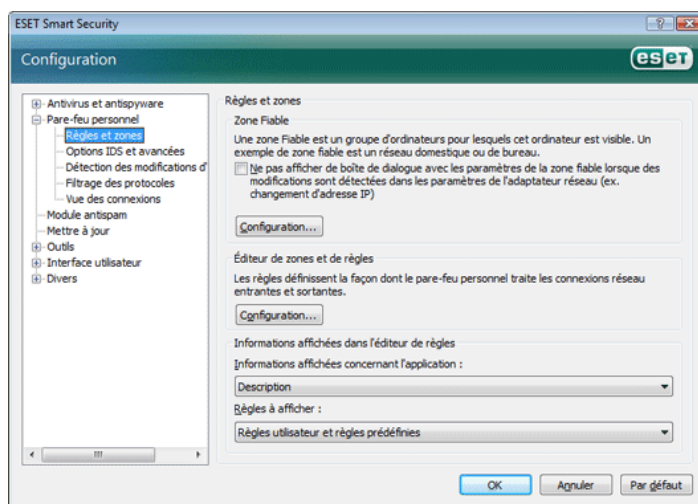 ESET Smart Security
Configuration
eseT
Antivirus et antispyware
Pare-feu personnel
Règles et zones
Options IDS et avancées
Détection des modifications d'
Filtrage des protocoles
Vue des connexions
Module antispam
Mettre à jour
Outils
Interface utilisateur
Divers
Règles et zones
Zone Fiable
Une zone Fiable est un groupe d'ordinateurs pour lesquels cet ordinateur est visible. Un
exemple de zone fiable est un réseau domestique ou de bureau.
Ne pas afficher de boîte de dialogue avec les paramètres de la zone fiable lorsque des
modifications sont détectées dans les paramètres de l'adaptateur réseau (ex.
changement d'adresse IP)
Configuration...
Éditeur de zones et de règles
Les règles définissent la façon dont le pare-feu personnel traite les connexions réseau
entrantes et sortantes.
Configuration...
Informations affichées dans l'éditeur de règles
Informations affichées concernant l'application :
Description
Règles à afficher :
Règles utilisateur et règles prédéfinies
OK
Annuler
Par défaut